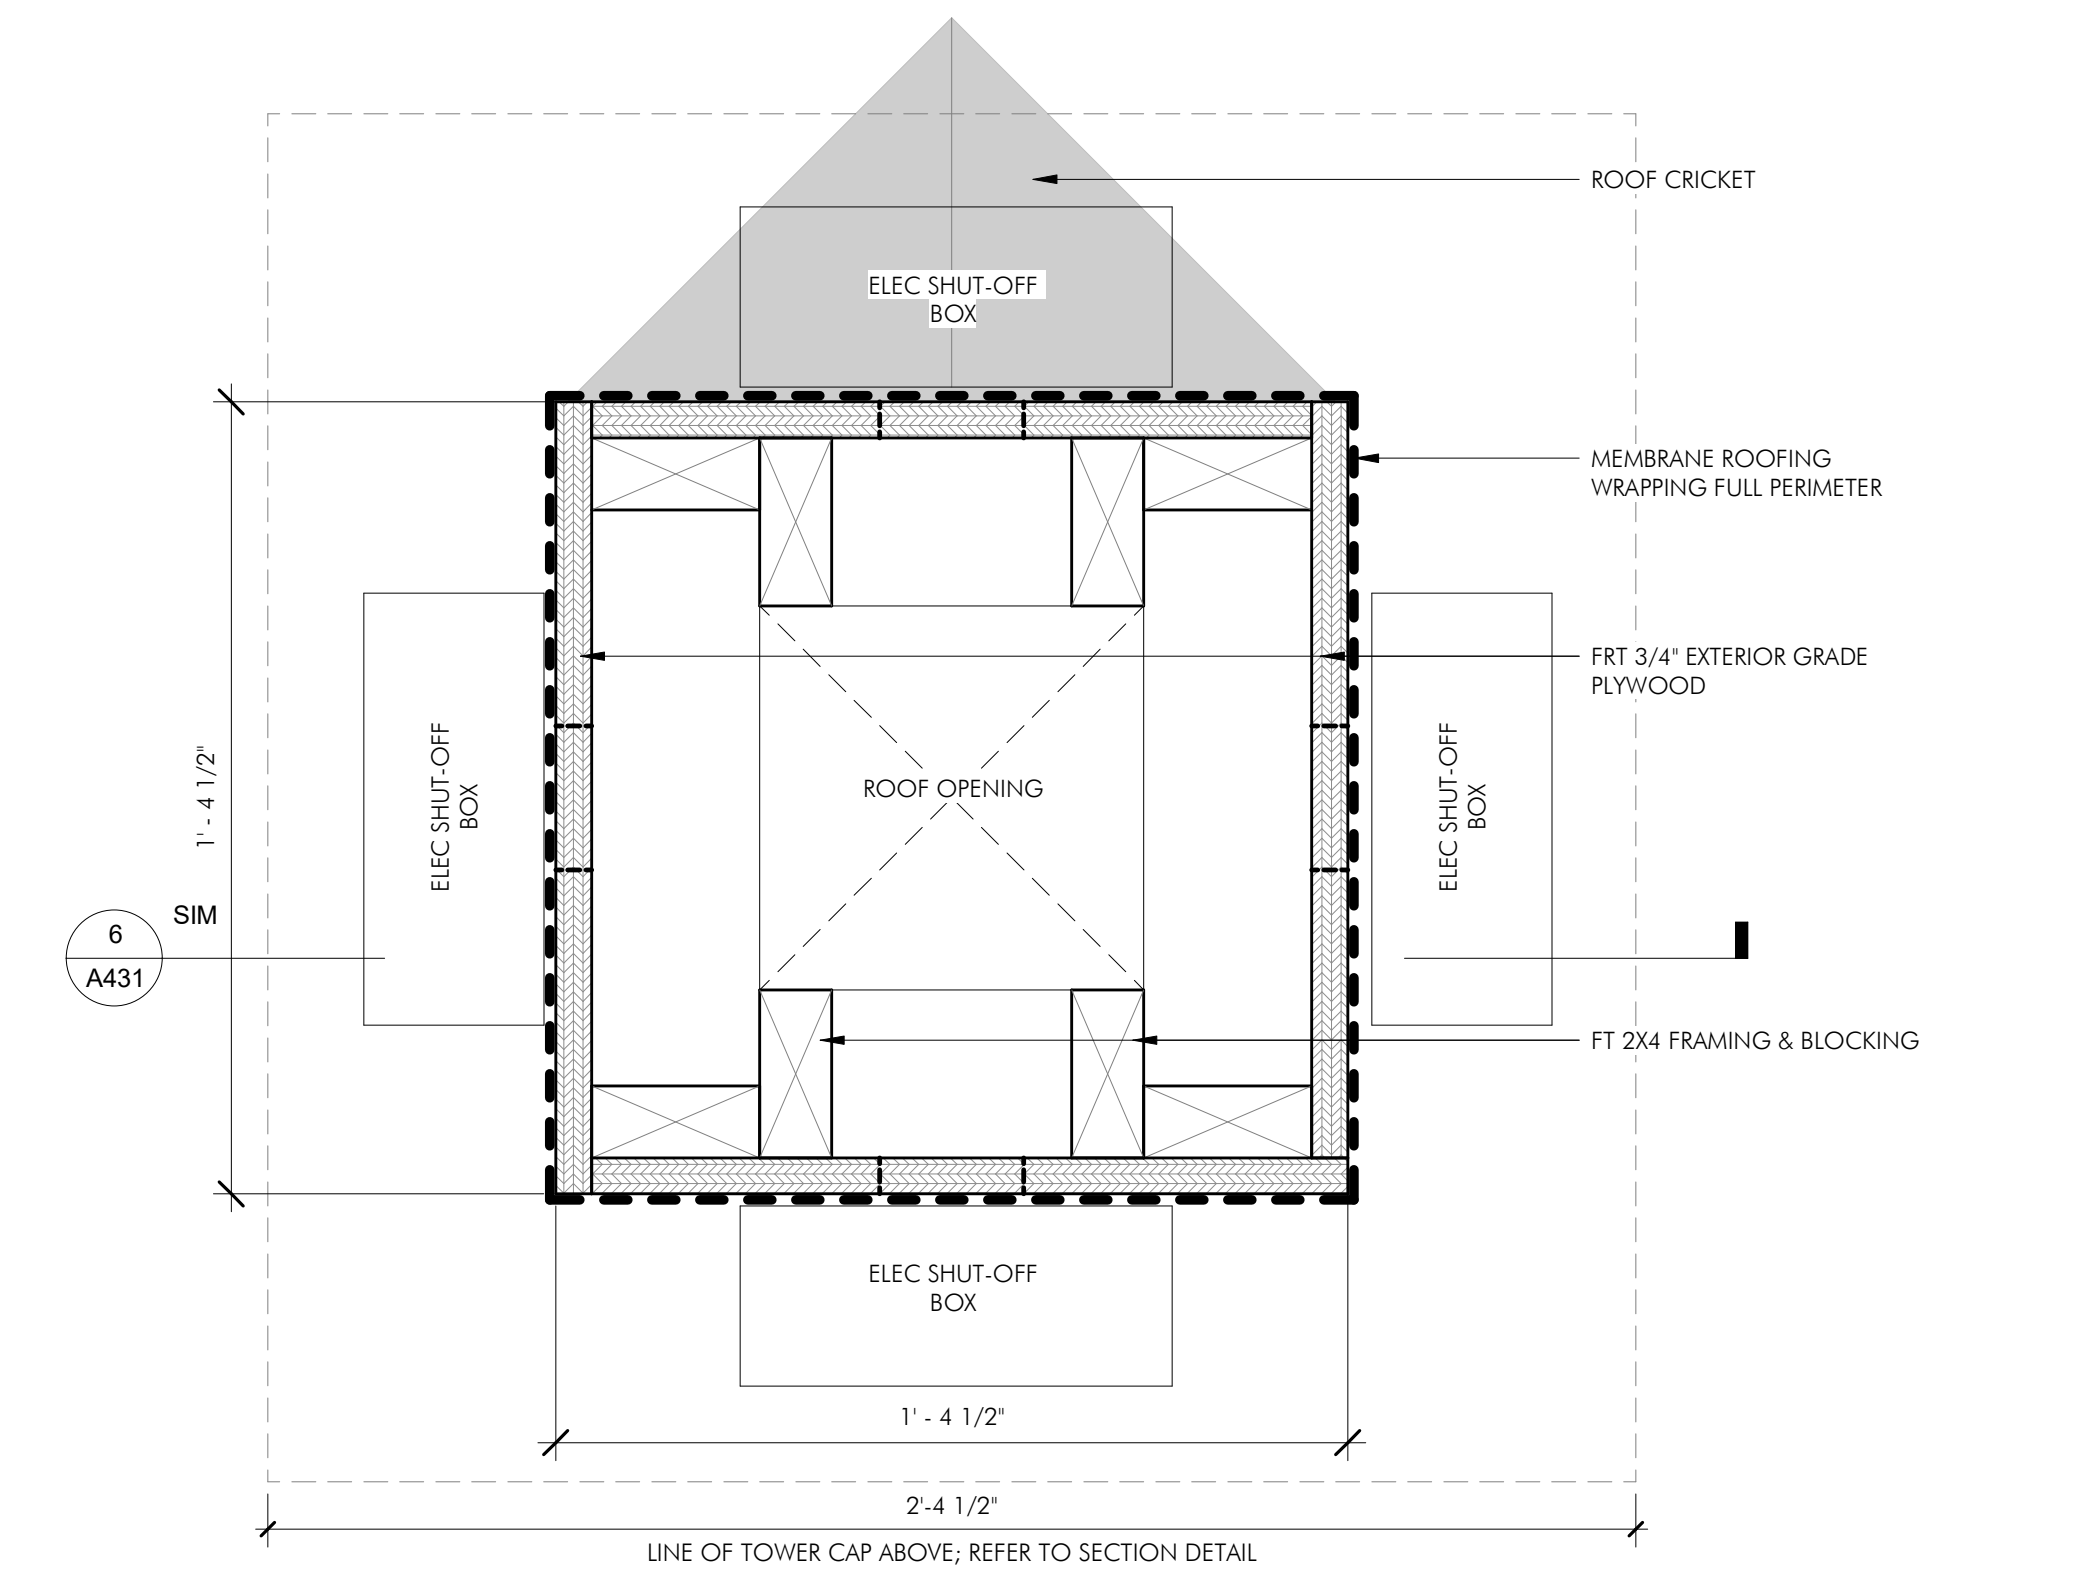 ROOF CRICKET
ELEC SHUT-OFF
BOX
MEMBRANE ROOFING
WRAPPING FULL PERIMETER
FRT 3/4" EXTERIOR GRADE
PLYWOOD
1' - 4 1/2"
ELEC SHUT-OFF
BOX
ROOF OPENING
ELEC SHUT-OFF
BOX
SIM
6
A431
FT 2X4 FRAMING & BLOCKING
ELEC SHUT-OFF
BOX
1' - 4 1/2"
2'-4 1/2"
LINE OF TOWER CAP ABOVE; REFER TO SECTION DETAIL